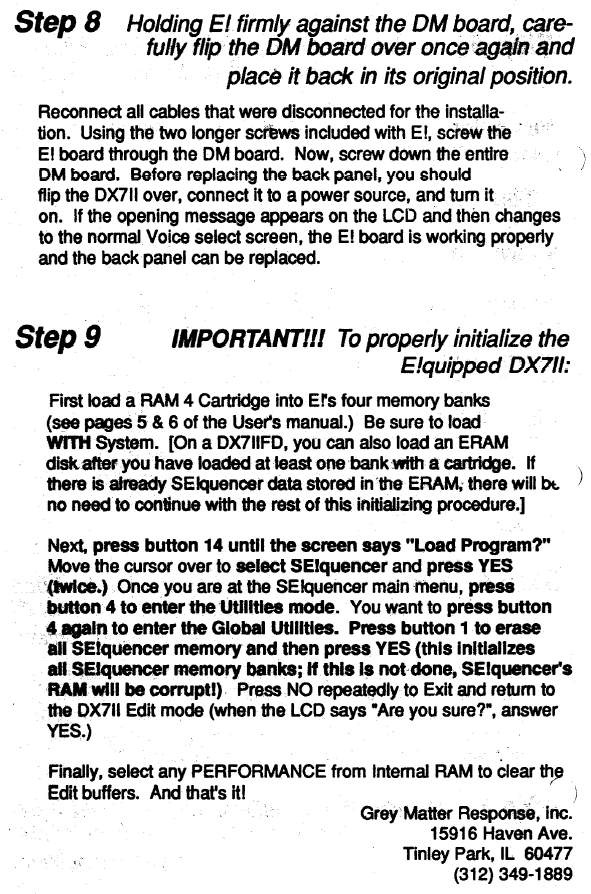 Step 8 Holding E! firmly against the DM board, care-
fully flip the DM board over once again and
place it back in its original position.
Reconnect all cables that were disconnected for the installa-
tion. Using the two longer screws included with E!, screw the
E! board through the DM board. Now, screw down the entire
DM board. Before replacing the back panel, you should
flip the DX7II over, connect it to a power source, and turn it
on. If the opening message appears on the LCD and then changes
to the normal Voice select screen, the E! board is working properly
and the back panel can be replaced.
Step 9 IMPORTANT!!! To properly initialize the
E!quipped DX7II:
First load a RAM 4 Cartridge into E!'s four memory banks
(see pages 5 & 6 of the User's manual.) Be sure to load
WITH System. [On a DX7IIFD, you can also load an ERAM
disk after you have loaded at least one bank with a cartridge. If
there is already SE!quencer data stored in the ERAM, there will be
no need to continue with the rest of this initializing procedure.]
Next, press button 14 until the screen says "Load Program?"
Move the cursor over to select SE!quencer and press YES
(twice.) Once you are at the SE!quencer main menu, press
button 4 to enter the Utilities mode. You want to press button
4 again to enter the Global Utilities. Press button 1 to erase
all SE!quencer memory and then press YES (this initializes
all SE!quencer memory banks; if this is not done, SE!quencer's
RAM will be corrupt!) Press NO repeatedly to Exit and return to
the DX7II Edit mode (when the LCD says "Are you sure?", answer
YES.)
Finally, select any PERFORMANCE from Internal RAM to clear the
Edit buffers. And that's it!
Grey Matter Response, inc.
15916 Haven Ave.
Tinley Park, IL 60477
(312) 349-1889